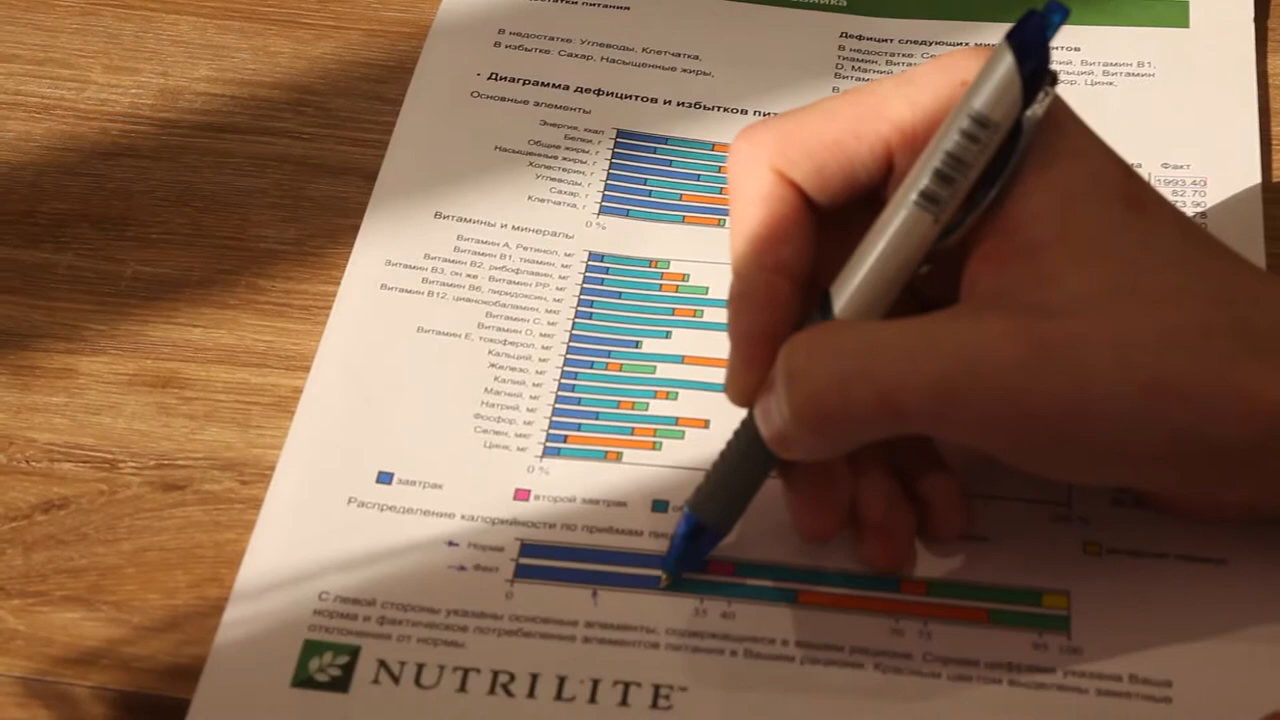 питания
В недостатке: Углеводы, Клетчатка,
В избытке: Сахар, Насыщенные жиры,
Дефицит следующих
В недостатке:
Витамин В1,
тиамин,
Витамин
D, Магний,
Цинк,
• Диаграмма дефицитов и избытков
Основные элементы
Энергия, ккал
Белки, г
Общие жиры, г
Насыщенные жиры, г
Холестерин, г
Углеводы, г
Сахар, г
Клетчатка, г
0 %
Факт
1993.40
82.70
Витамины и минералы
Витамин А, Ретинол, мг
Витамин В1, тиамин, мг
Витамин В2, рибофлавин, мг
Витамин В3, он же - Витамин РР, мг
Витамин В6, пиридоксин, мг
Витамин В12, цианокобаламин, мкг
Витамин С, мг
Витамин D, мкг
Витамин Е, токоферол, мг
Кальций, мг
Железо, мг
Калий, мг
Магний, мг
Натрий, мг
Фосфор, мг
Селен, мкг
Цинк, мг
0 %
завтрак
второй завтрак
Распределение калорийности по приёмам
Норма
Факт
0
35 40
70 75
95 100
С левой стороны указаны основные элементы, содержащиеся в вашем рационе. Справа указана Ваша
норма и фактическое потребление элементов питания в Вашем рационе. Красным цветом выделены заметные
отклонения от нормы.
NUTRILITE™